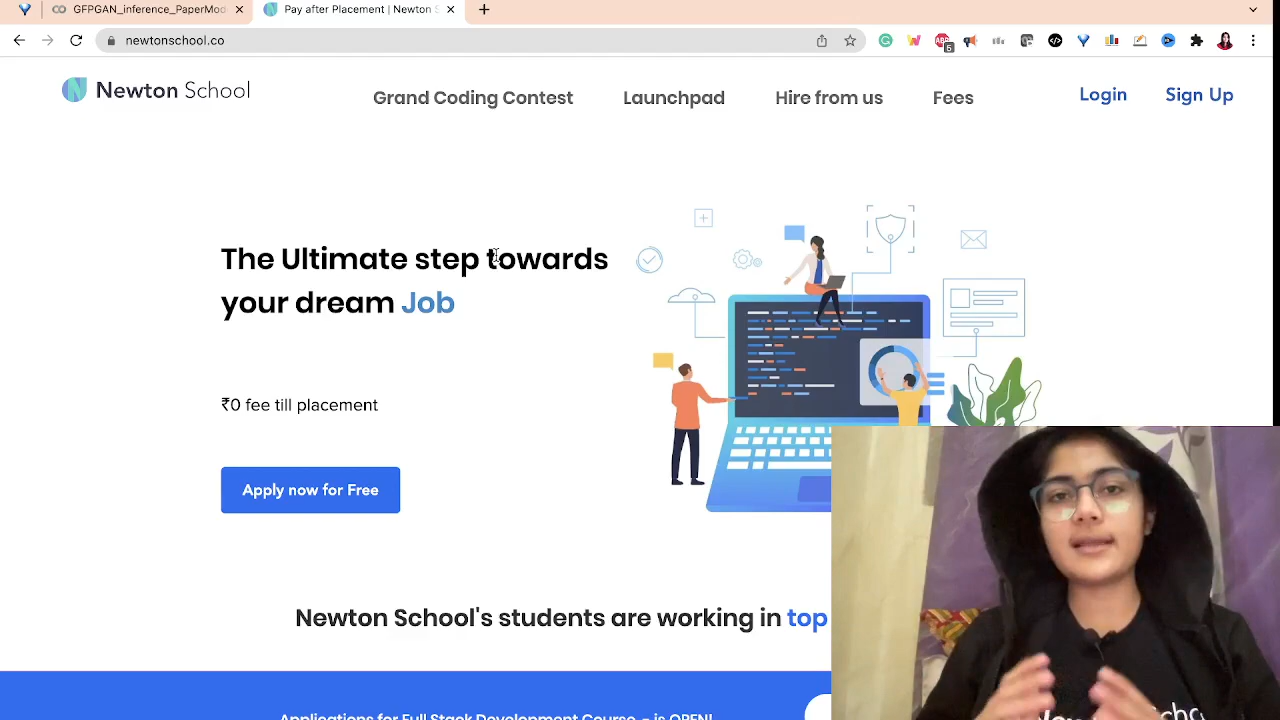 GFPGAN_inference_PaperMod
Pay after Placement | Newton S
newtonschool.co
6
Newton School
Grand Coding Contest
Launchpad
Hire from us
Fees
Login
Sign Up
The Ultimate step towards
your dream Job
₹0 fee till placement
Apply now for Free
Newton School's students are working in top
Applications for Full Stack Development Course - is OPEN!